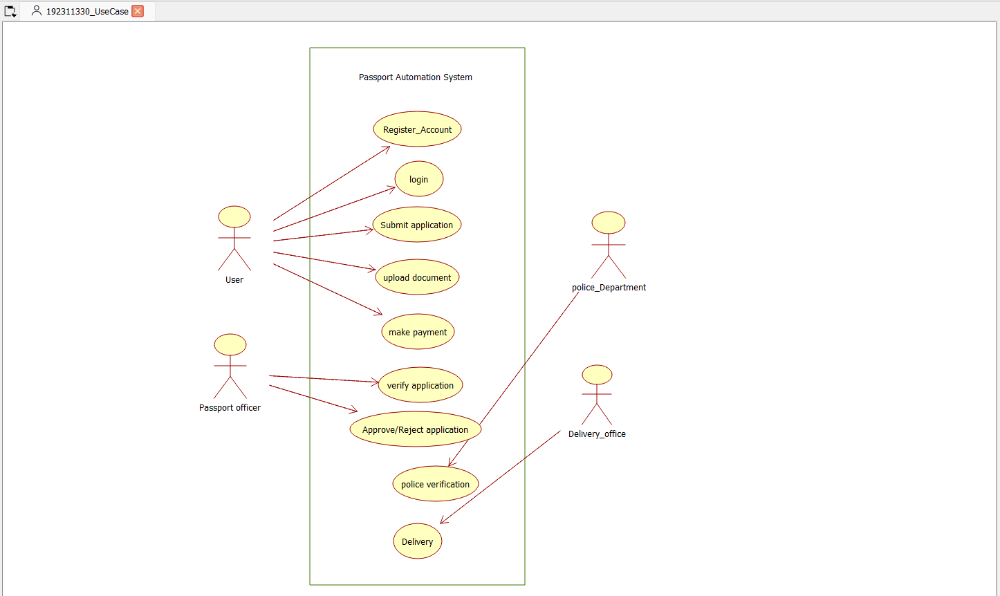 192311330_UseCase
Passport Automation System
Register_Account
login
Submit application
upload document
make payment
verify application
Approve/Reject application
police verification
Delivery
User
Passport officer
police_Department
Delivery_office